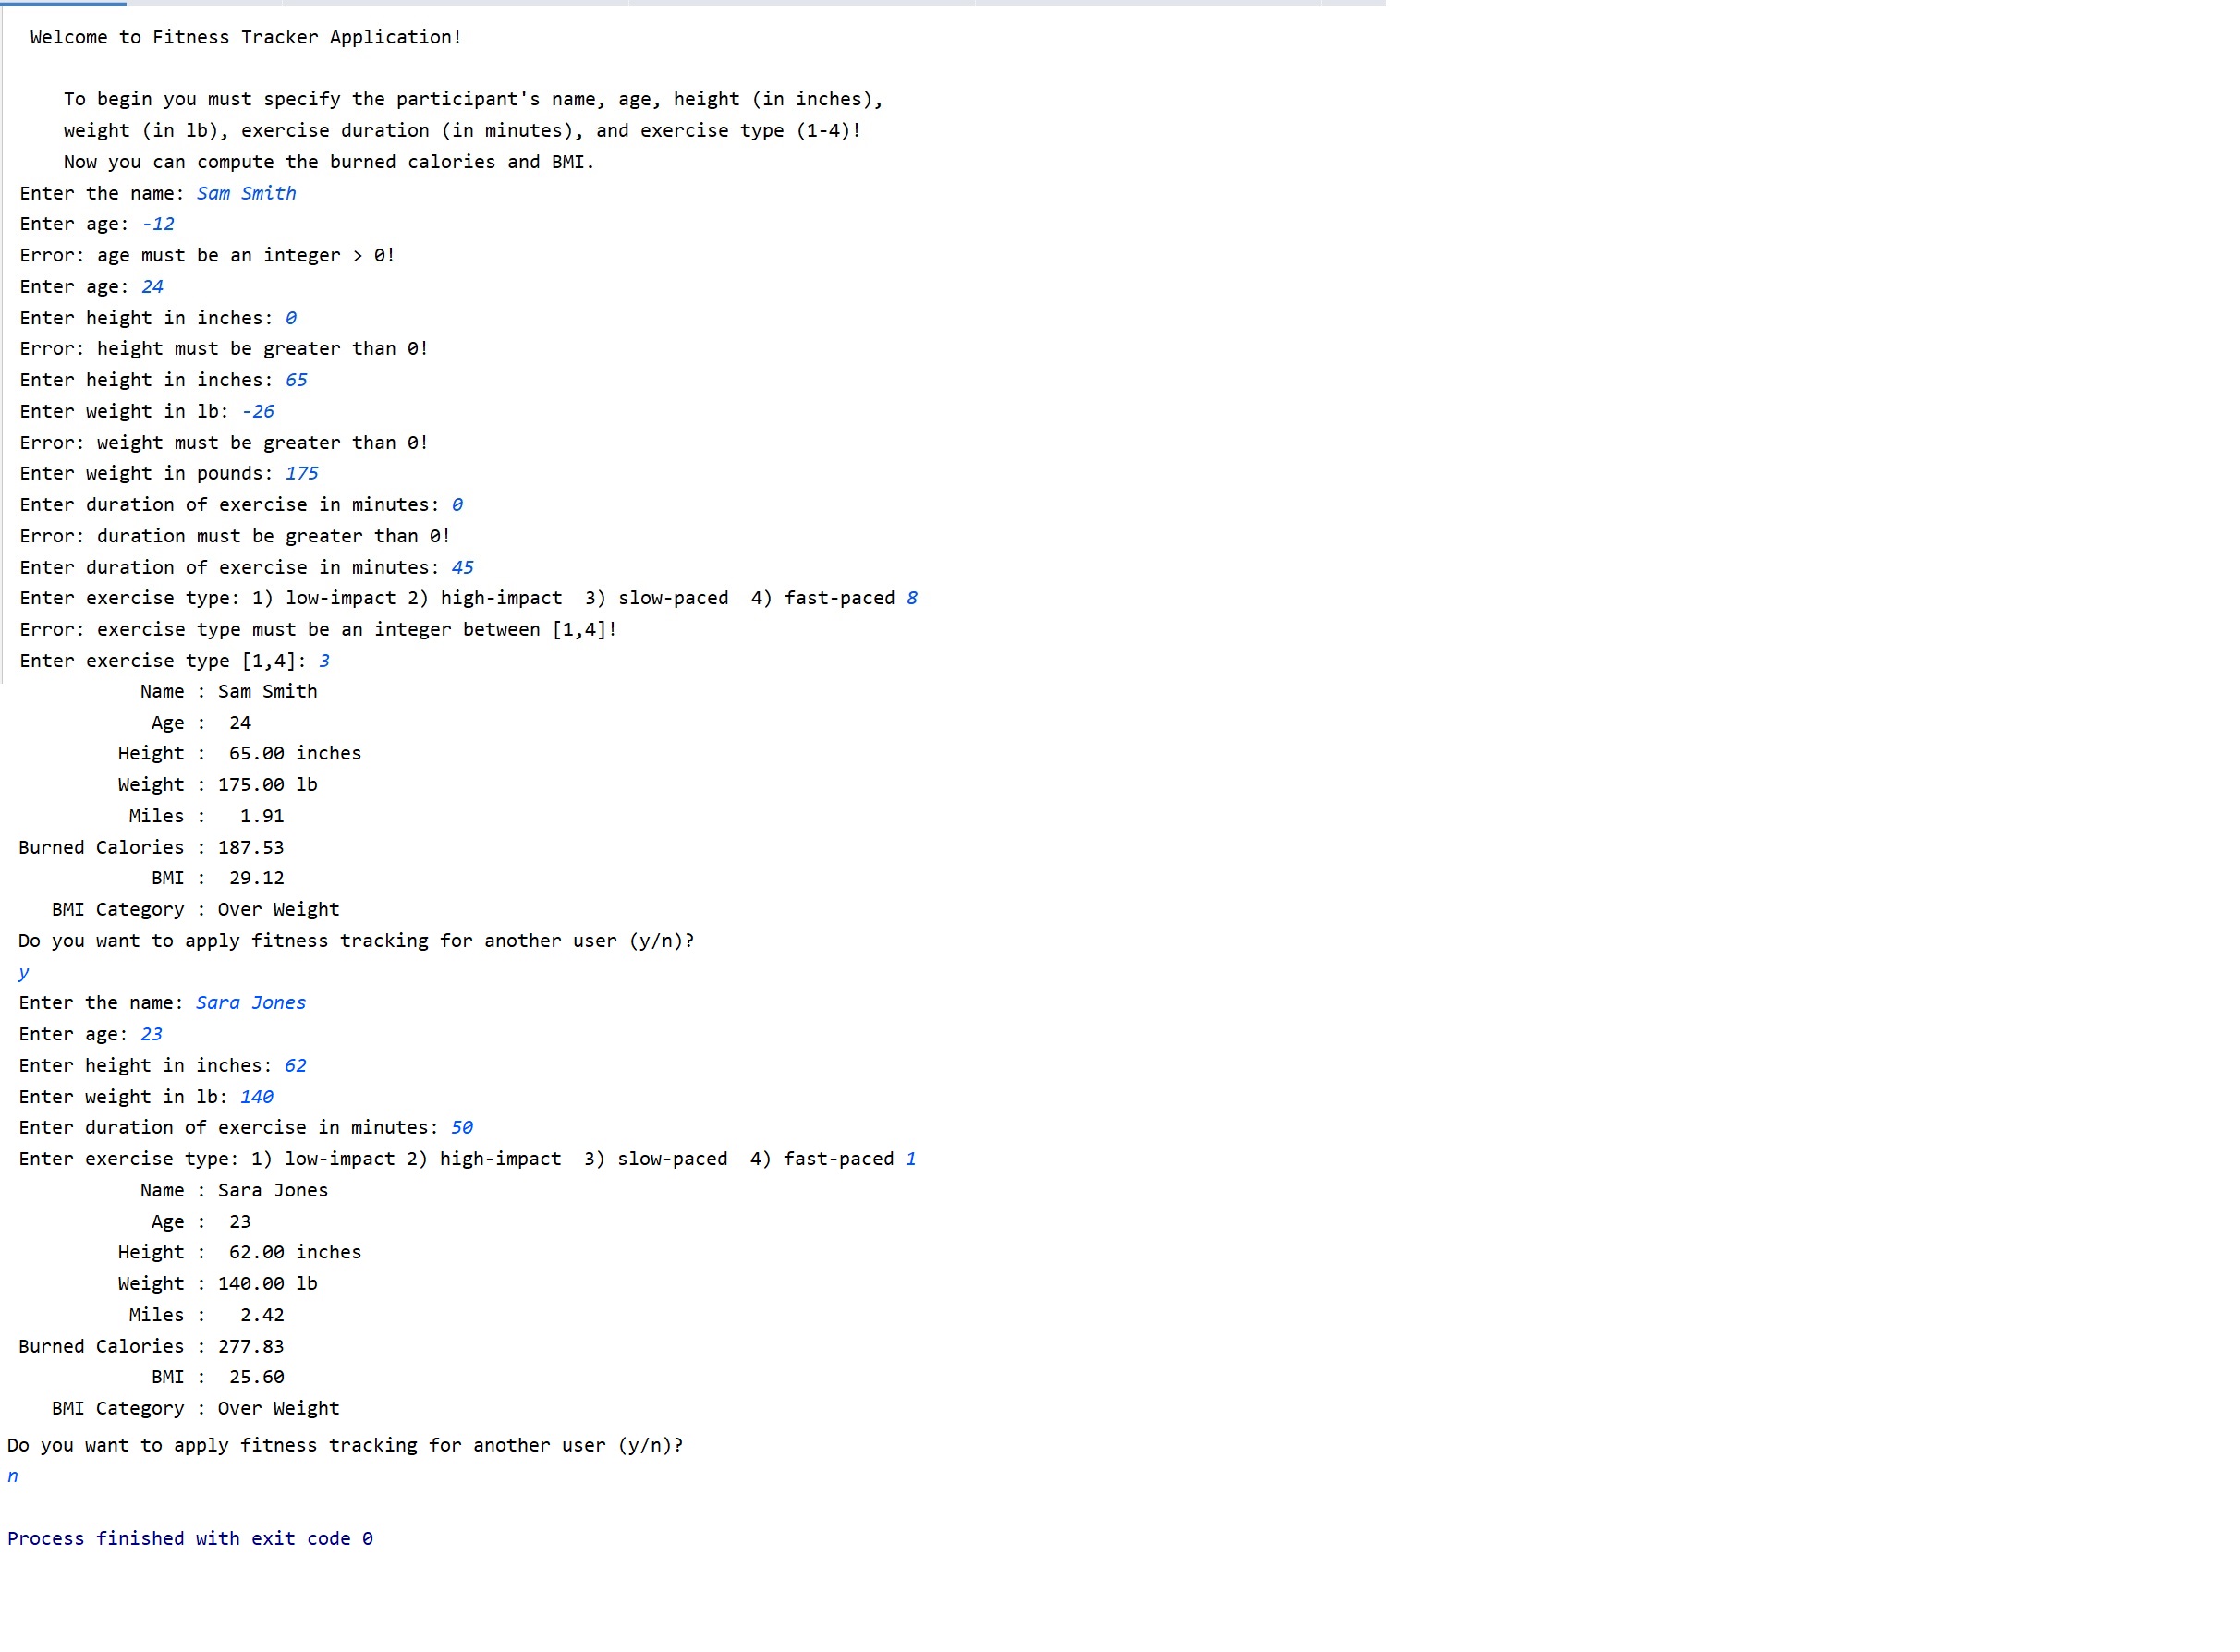 Welcome to Fitness Tracker Application!
To begin you must specify the participant's name, age, height (in inches),
weight (in lb), exercise duration (in minutes), and exercise type (1-4)!
Now you can compute the burned calories and BMI.
Enter the name: Sam Smith
Enter age: -12
Error: age must be an integer > 0!
Enter age: 24
Enter height in inches: 0
Error: height must be greater than 0!
Enter height in inches: 65
Enter weight in lb: -26
Error: weight must be greater than 0!
Enter weight in pounds: 175
Enter duration of exercise in minutes: 0
Error: duration must be greater than 0!
Enter duration of exercise in minutes: 45
Enter exercise type: 1) low-impact 2) high-impact  3) slow-paced  4) fast-paced 8
Error: exercise type must be an integer between [1,4]!
Enter exercise type [1,4]: 3
Name : Sam Smith
Age :  24
Height :  65.00 inches
Weight : 175.00 lb
Miles :   1.91
Burned Calories : 187.53
BMI :  29.12
BMI Category : Over Weight
Do you want to apply fitness tracking for another user (y/n)?
y
Enter the name: Sara Jones
Enter age: 23
Enter height in inches: 62
Enter weight in lb: 140
Enter duration of exercise in minutes: 50
Enter exercise type: 1) low-impact 2) high-impact  3) slow-paced  4) fast-paced 1
Name : Sara Jones
Age :  23
Height :  62.00 inches
Weight : 140.00 lb
Miles :   2.42
Burned Calories : 277.83
BMI :  25.60
BMI Category : Over Weight
Do you want to apply fitness tracking for another user (y/n)?
n
Process finished with exit code 0